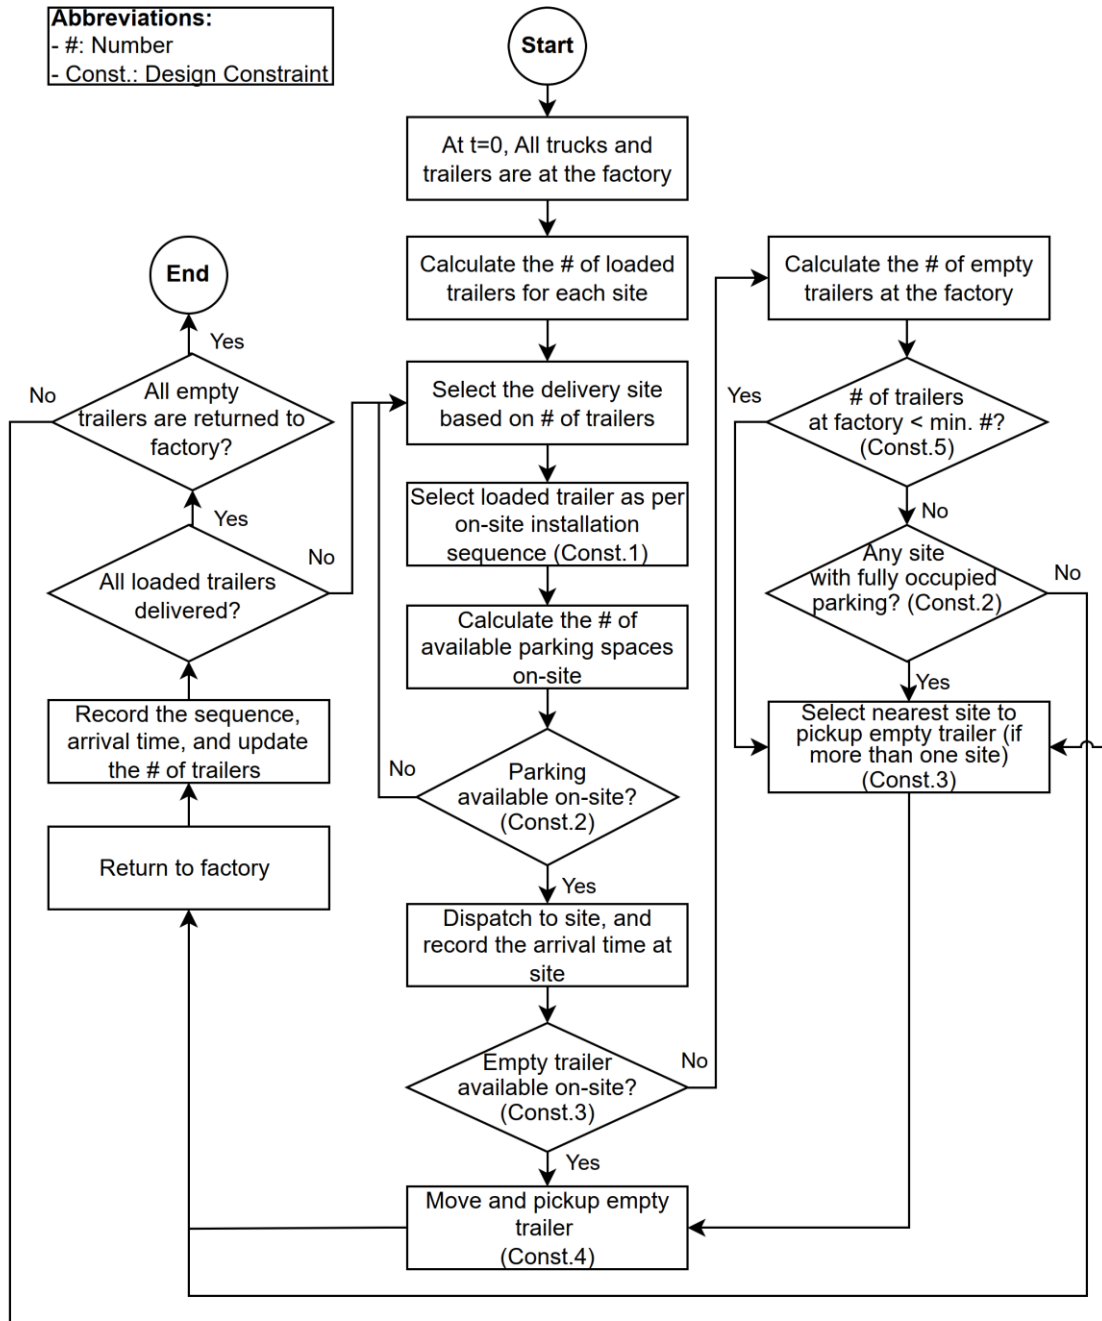 Abbreviations:
- #: Number
- Const.: Design Constraint
Start
At t=0, All trucks and
trailers are at the factory
Calculate the # of loaded
trailers for each site
Select the delivery site
based on # of trailers
Select loaded trailer as per
on-site installation
sequence (Const.1)
Calculate the # of
available parking spaces
on-site
Parking
available on-site?
(Const.2)
No
Yes
Dispatch to site, and
record the arrival time at
site
Empty trailer
available on-site?
(Const.3)
No
Yes
Move and pickup empty
trailer
(Const.4)
Calculate the # of empty
trailers at the factory
# of trailers
at factory < min. #?
(Const.5)
Yes
No
Any site
with fully occupied
parking? (Const.2)
No
Yes
Select nearest site to
pickup empty trailer (if
more than one site)
(Const.3)
Return to factory
Record the sequence,
arrival time, and update
the # of trailers
All loaded trailers
delivered?
No
Yes
All empty
trailers are returned to
factory?
No
Yes
End